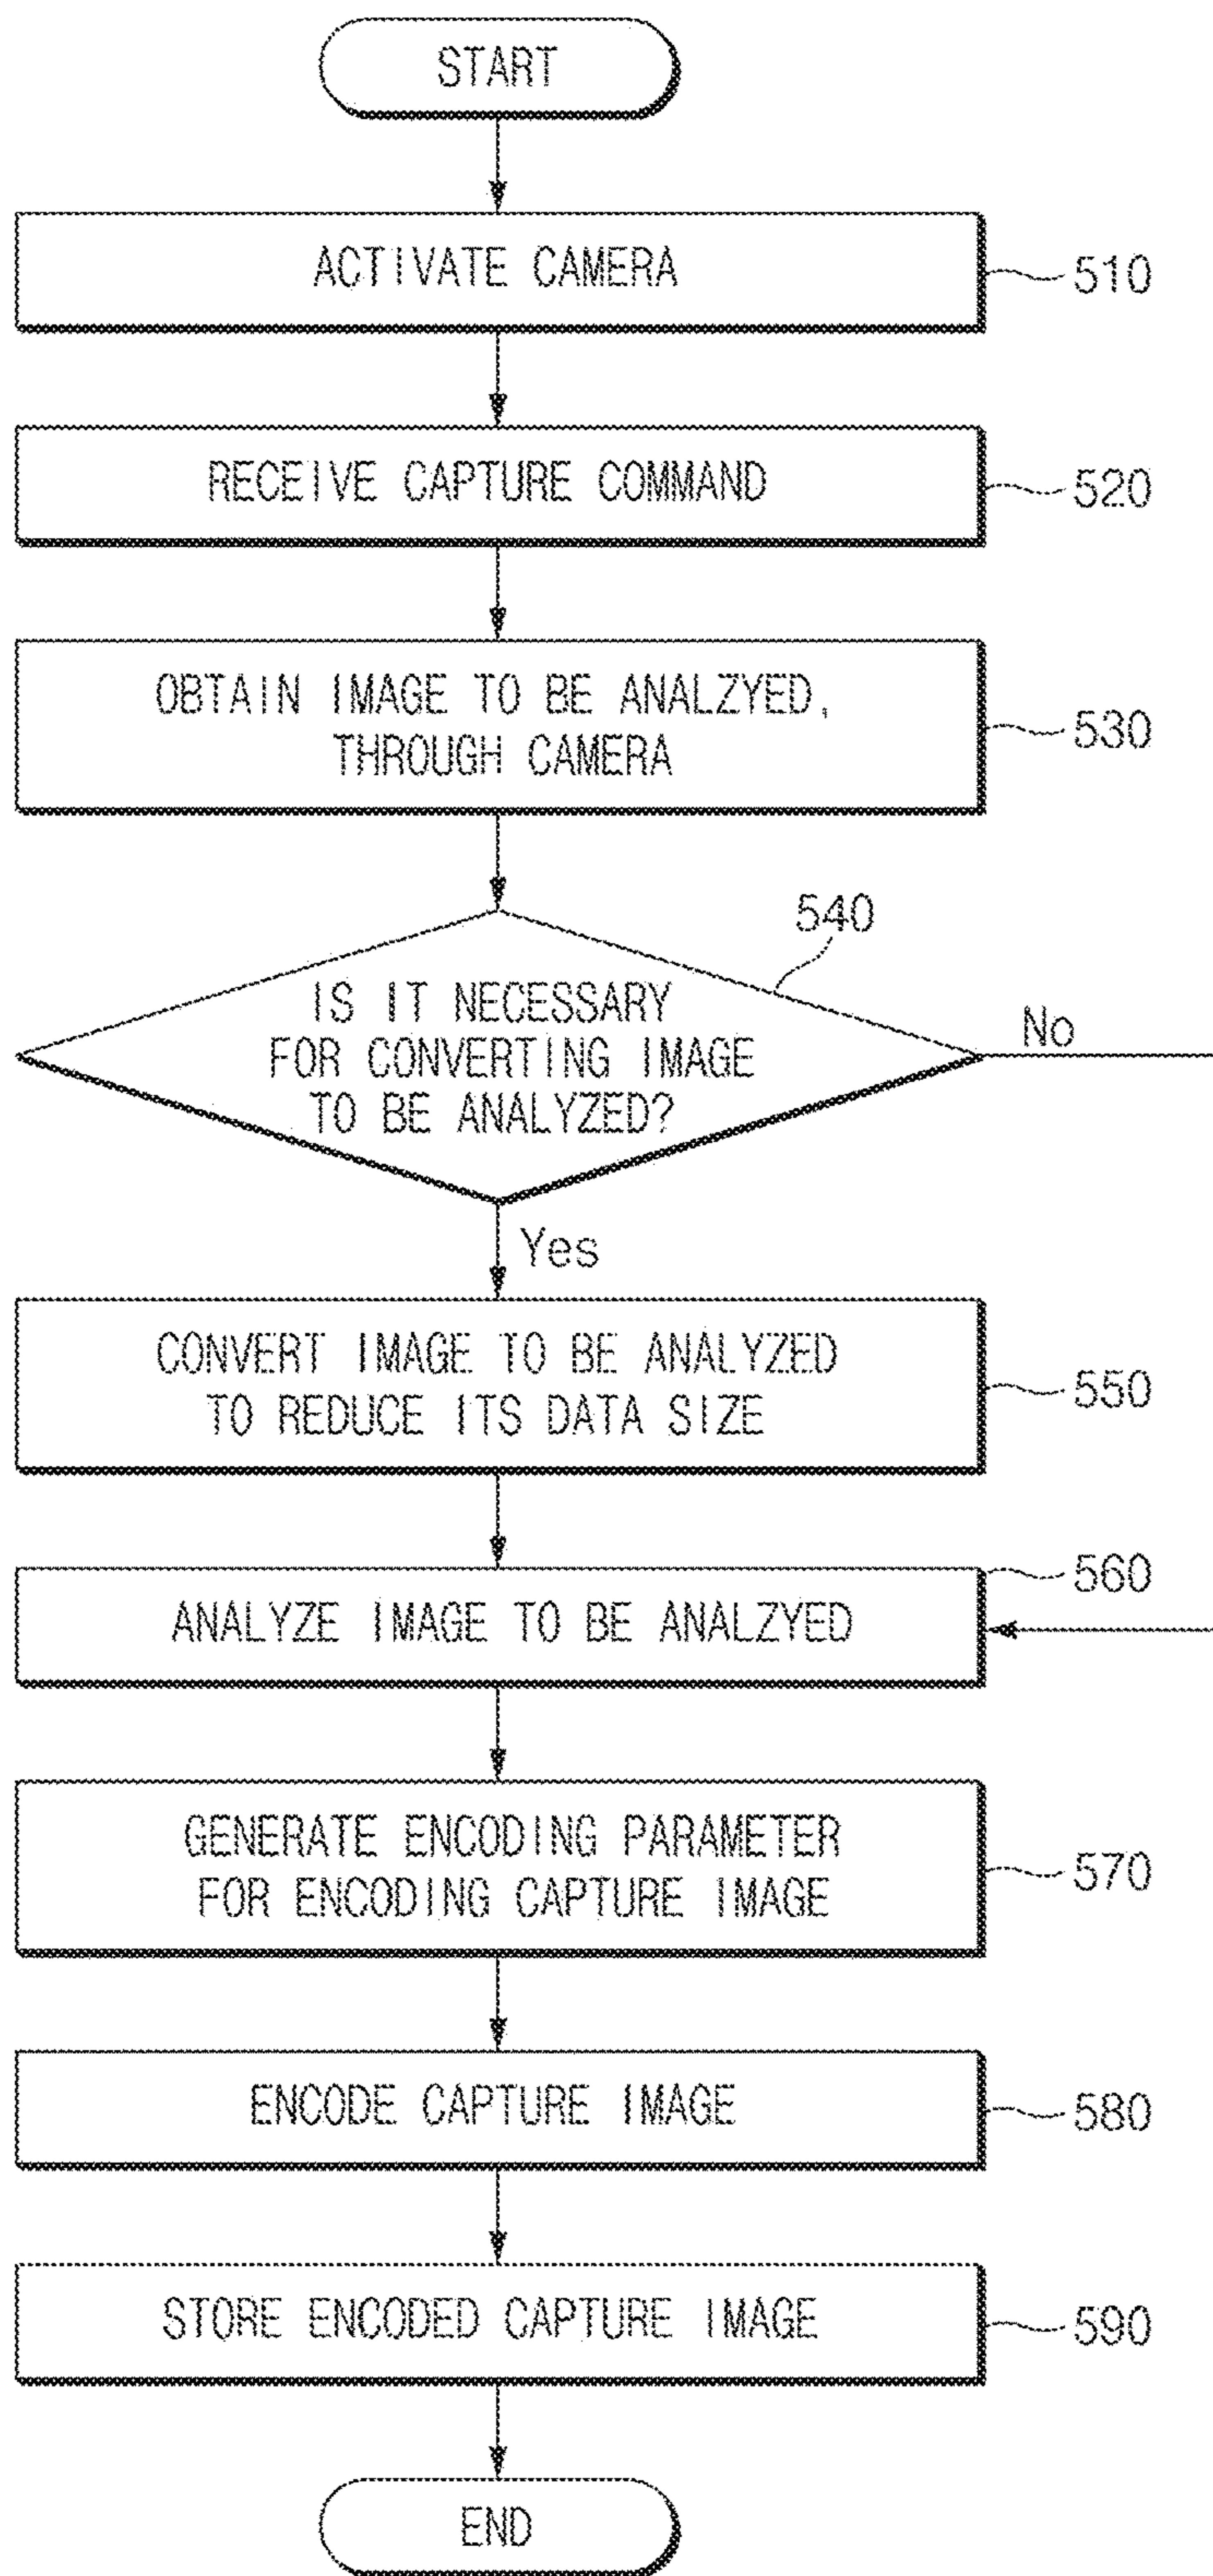 START
ACTIVATE CAMERA
510
RECEIVE CAPTURE COMMAND
520
OBTAIN IMAGE TO BE ANALZYED,
THROUGH CAMERA
530
540
IS IT NECESSARY
FOR CONVERTING IMAGE
TO BE ANALYZED?
No
Yes
CONVERT IMAGE TO BE ANALYZED
TO REDUCE ITS DATA SIZE
550
560
ANALYZE IMAGE TO BE ANALZYED
GENERATE ENCODING PARAMETER
FOR ENCODING CAPTURE IMAGE
570
ENCODE CAPTURE IMAGE
580
STORE ENCODED CAPTURE IMAGE
590
END